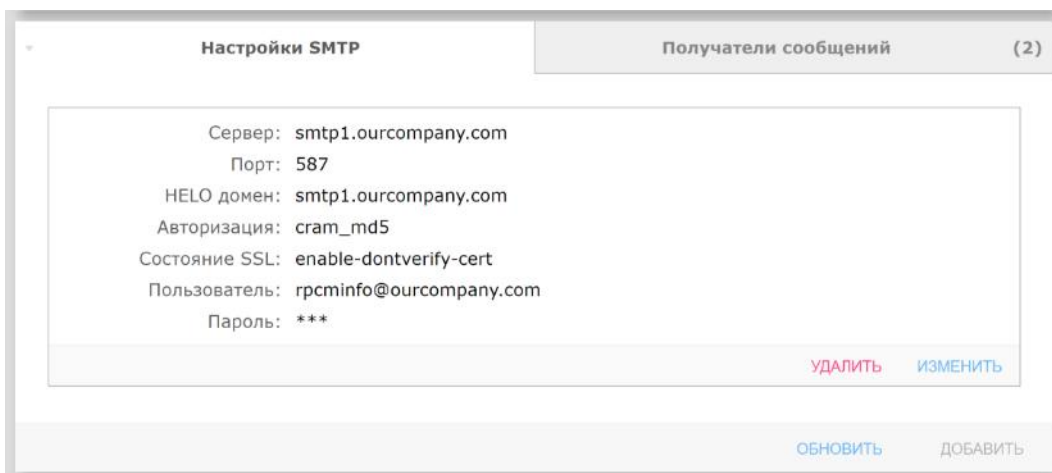 Настройки SMTP
Получатели сообщений (2)
Сервер: smtp1.ourcompany.com
Порт: 587
HELO домен: smtp1.ourcompany.com
Авторизация: cram_md5
Состояние SSL: enable-dontverify-cert
Пользователь: rpcminfo@ourcompany.com
Пароль: ***
УДАЛИТЬ ИЗМЕНИТЬ
ОБНОВИТЬ ДОБАВИТЬ